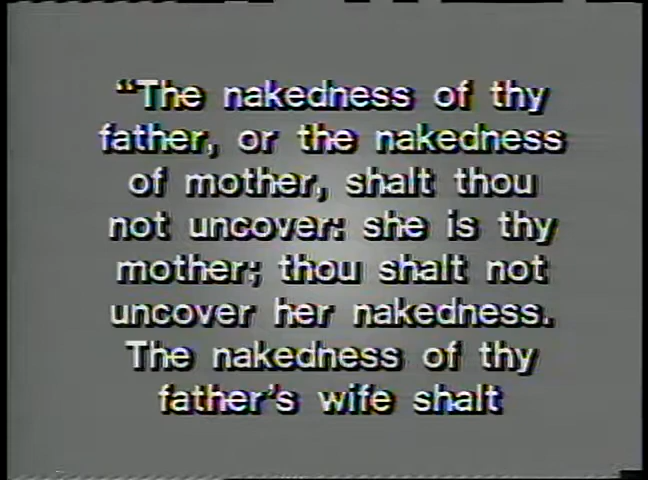 “The nakedness of thy
father, or the nakedness
of mother, shalt thou
not uncover: she is thy
mother; thou shalt not
uncover her nakedness.
The nakedness of thy
father’s wife shalt